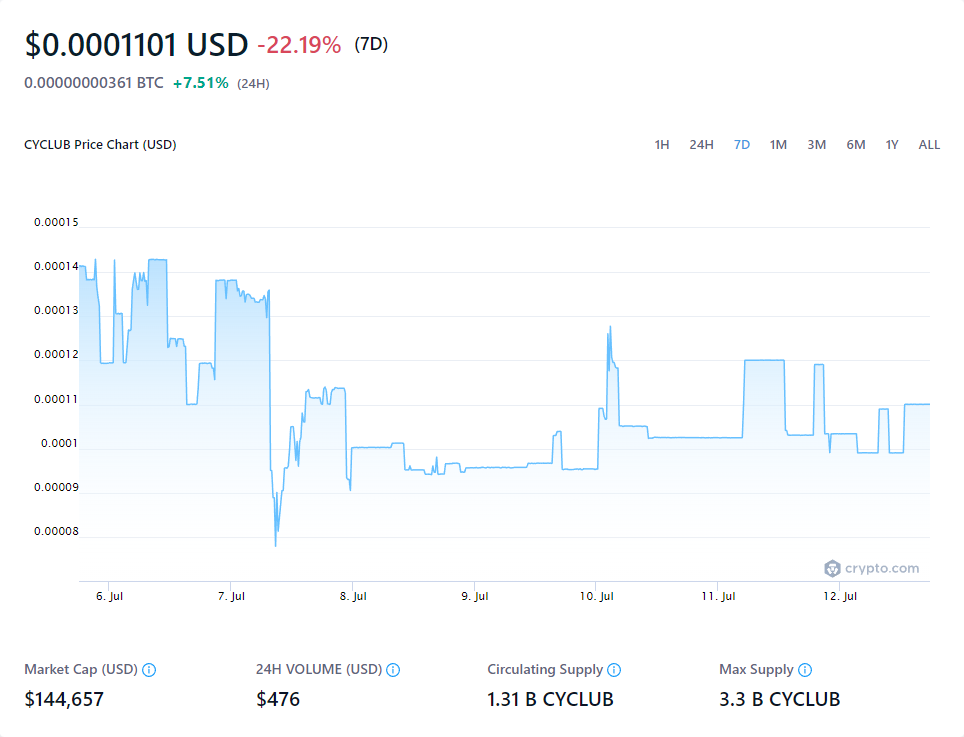 $0.0001101 USD -22.19% (7D)
0.00000000361 BTC +7.51% (24H)
CYCLUB Price Chart (USD) 1H 24H 7D 1M 3M 6M 1Y ALL
0.00015
0.00014
0.00013
0.00012
0.00011
0.0001
0.00009
0.00008
crypto.com
6. Jul 7. Jul 8. Jul 9. Jul 10. Jul 11. Jul 12. Jul
Market Cap (USD) 24H VOLUME (USD) Circulating Supply Max Supply
$144,657 $476 1.31 B CYCLUB 3.3 B CYCLUB